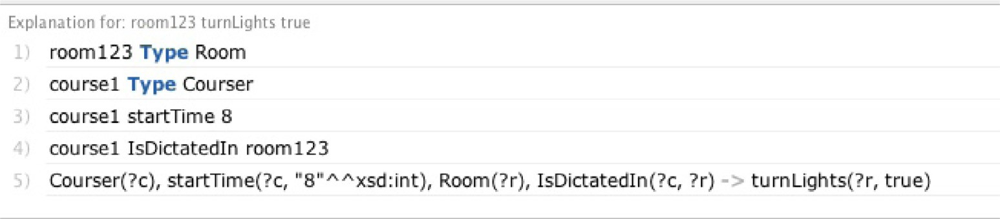 Explanation for: room123 turnLights true
1) room123 Type Room
2) course1 Type Courser
3) course1 startTime 8
4) course1 IsDictatedIn room123
5) Courser(?c), startTime(?c, "8"^^xsd:int), Room(?r), IsDictatedIn(?c, ?r) -> turnLights(?r, true)